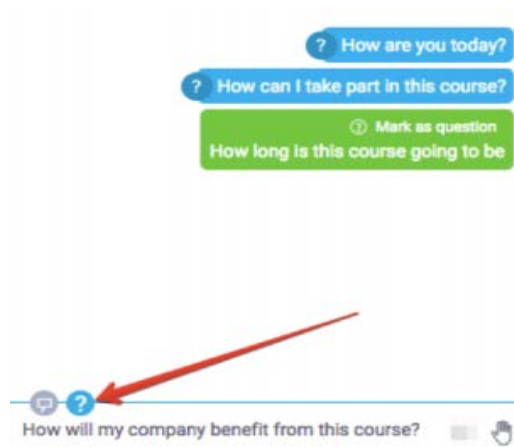 ? How are you today?
? How can I take part in this course?
? Mark as question
How long is this course going to be
?
How will my company benefit from this course?